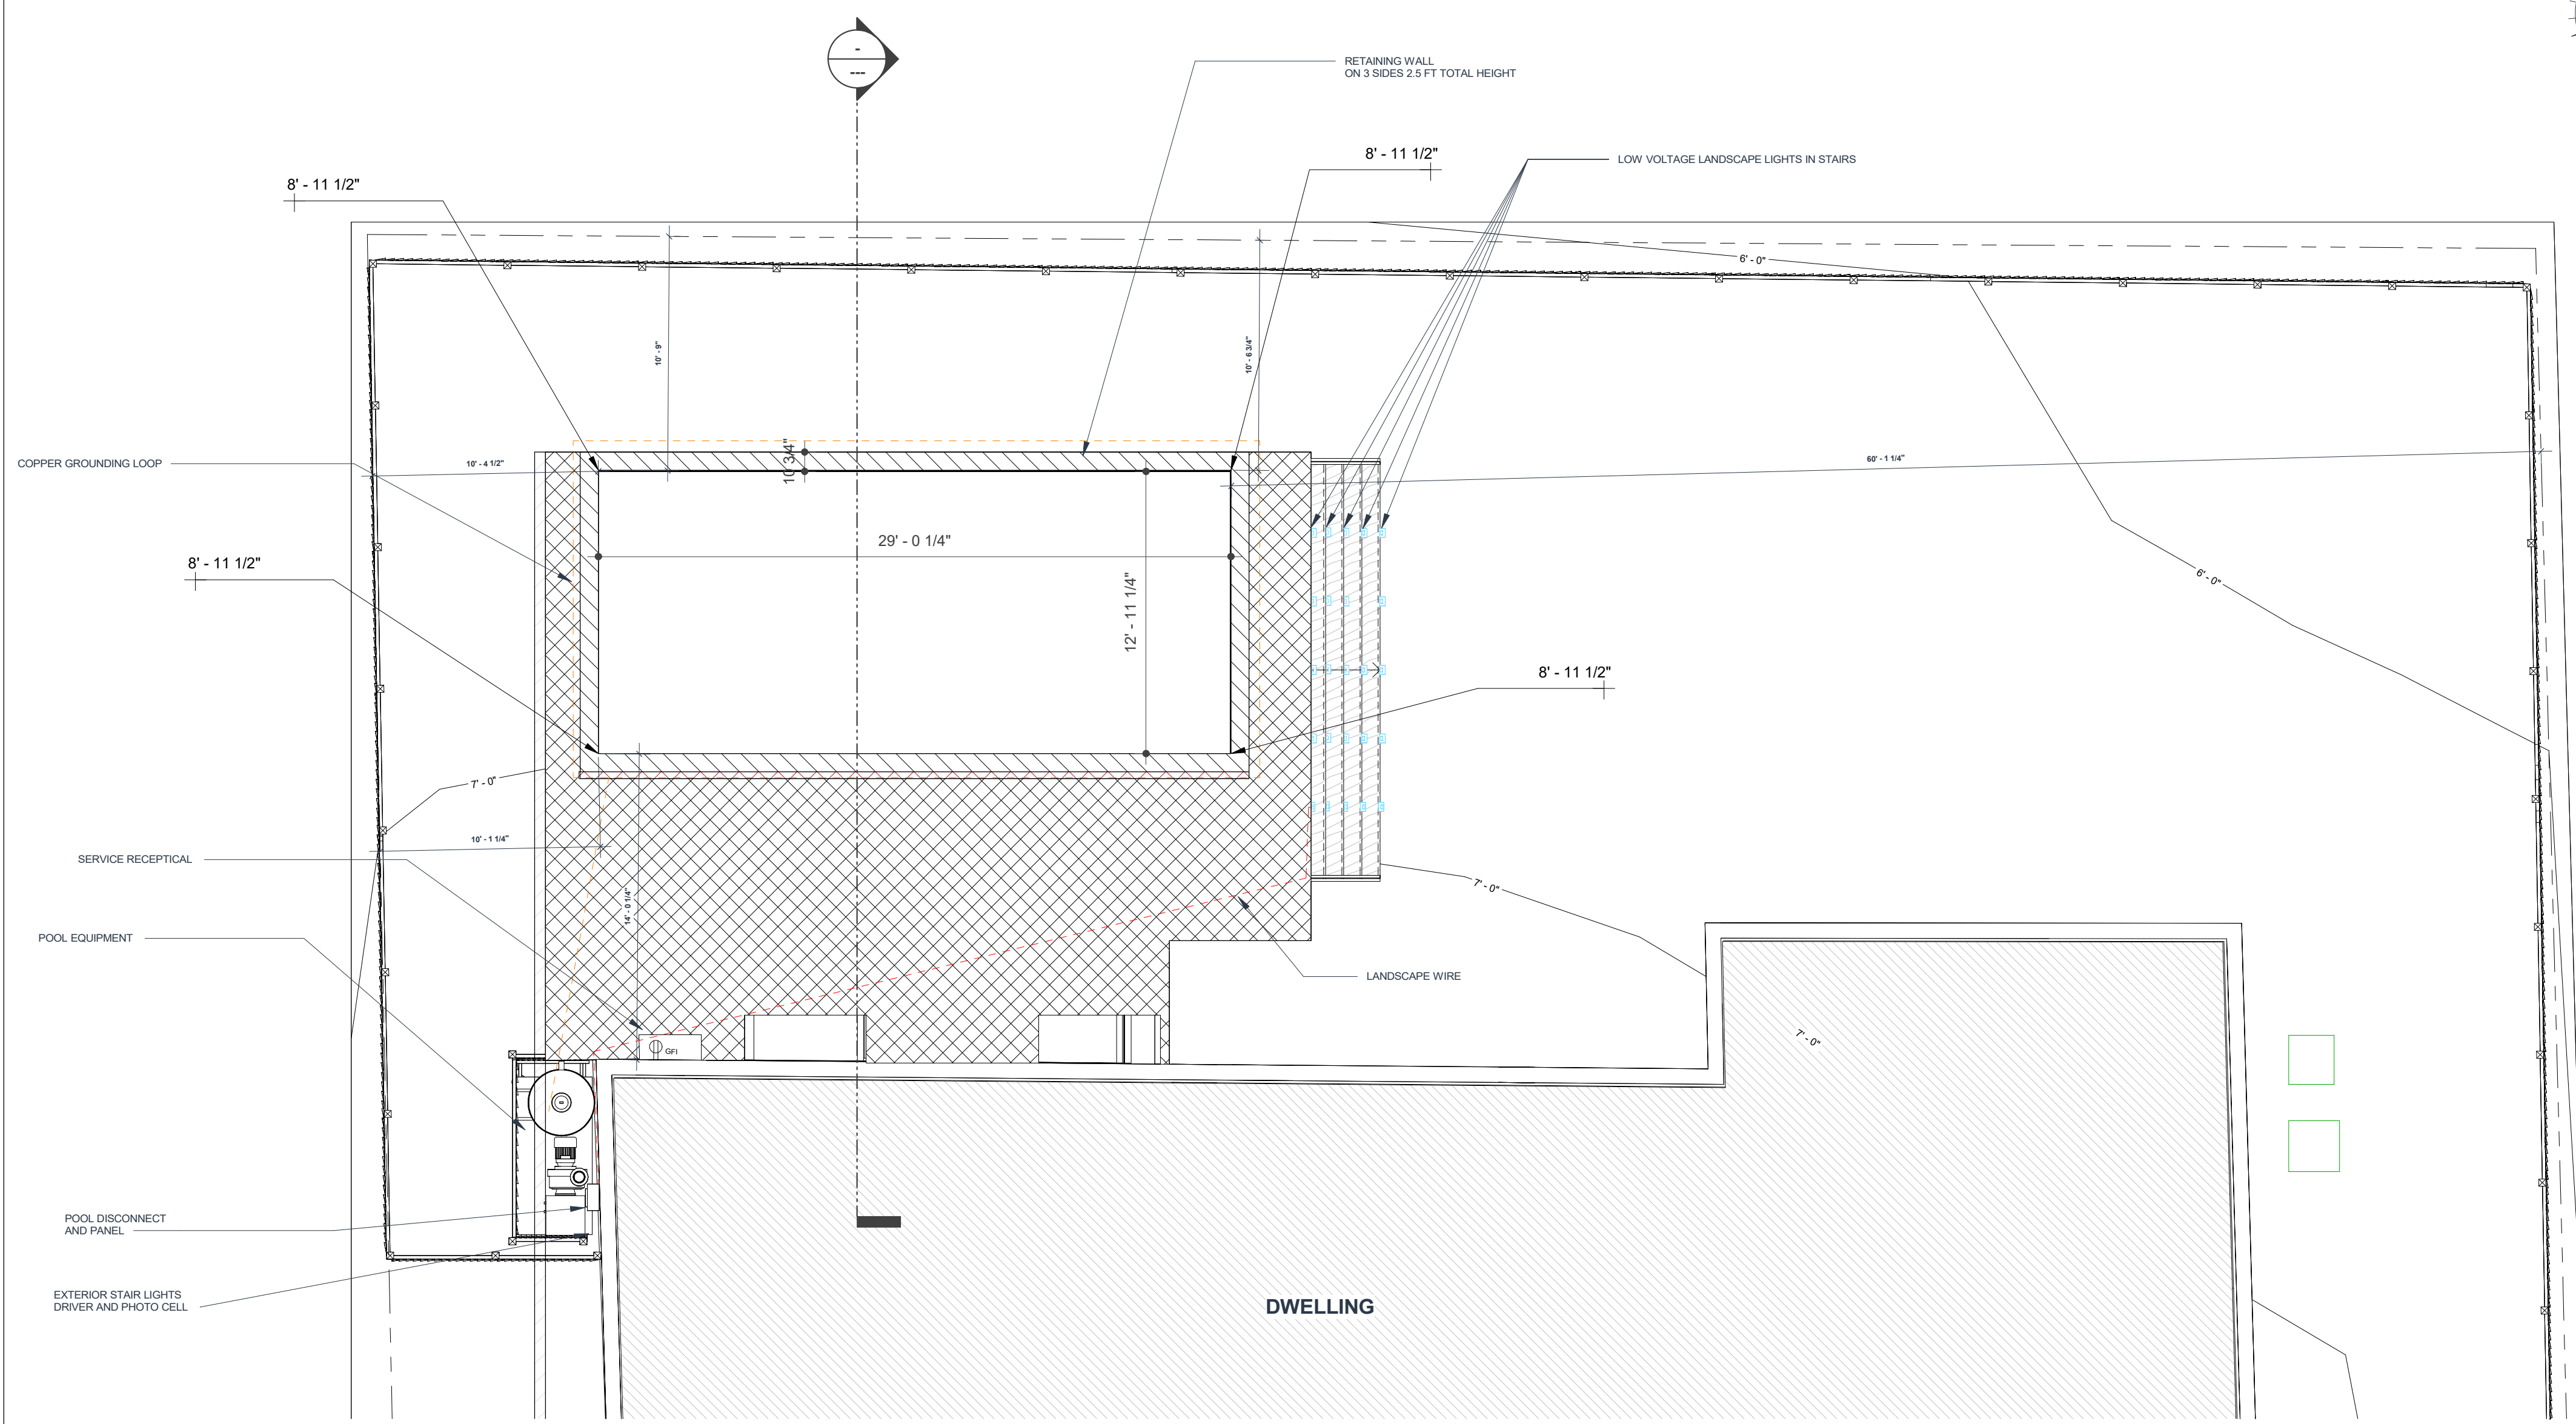 -
---
RETAINING WALL
ON 3 SIDES 2.5 FT TOTAL HEIGHT
8' - 11 1/2"
LOW VOLTAGE LANDSCAPE LIGHTS IN STAIRS
8' - 11 1/2"
6' - 0"
10' - 9"
10' - 6 3/4"
10 3/4"
COPPER GROUNDING LOOP
10' - 4 1/2"
60' - 1 1/4"
29' - 0 1/4"
8' - 11 1/2"
12' - 11 1/4"
6' - 0"
8' - 11 1/2"
7' - 0"
10' - 1 1/4"
SERVICE RECEPTICAL
14' - 0 1/4"
7' - 0"
POOL EQUIPMENT
LANDSCAPE WIRE
7' - 0"
GFI
POOL DISCONNECT
AND PANEL
EXTERIOR STAIR LIGHTS
DRIVER AND PHOTO CELL
DWELLING